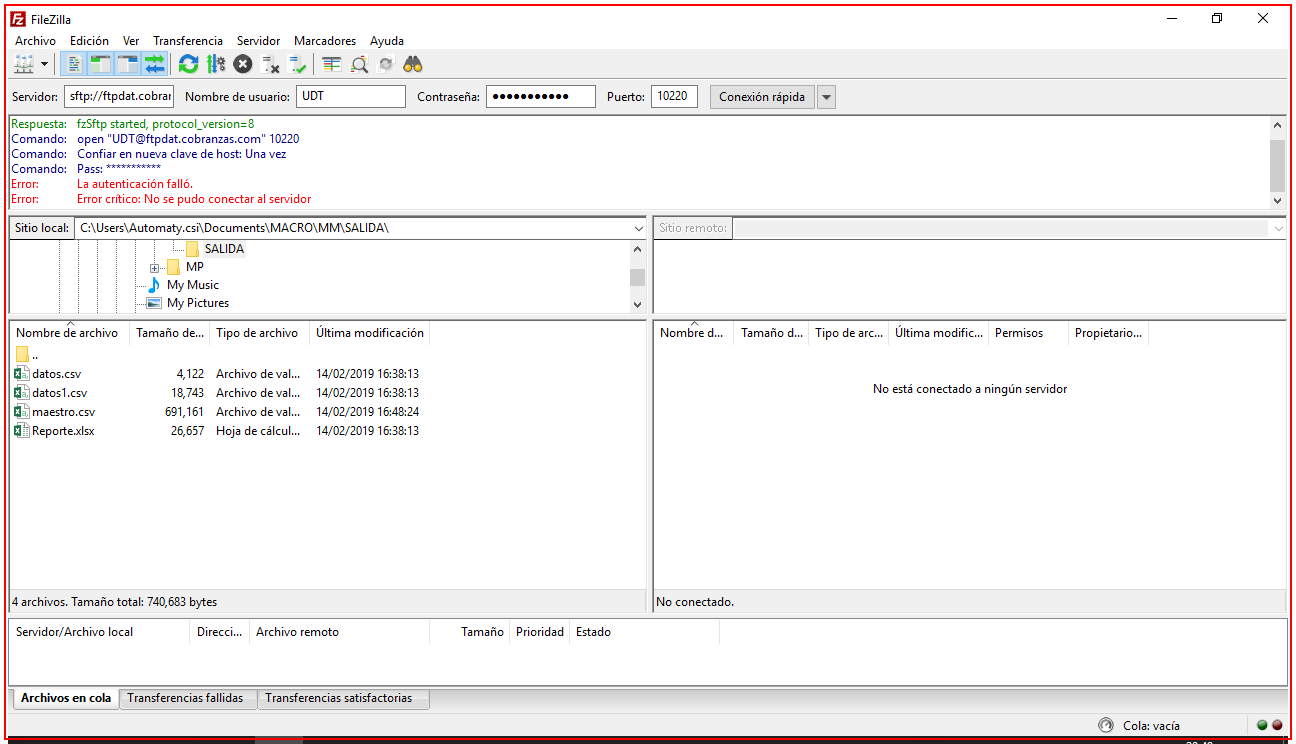 FileZilla
Archivo Edición Ver Transferencia Servidor Marcadores Ayuda
Servidor: sftp://ftpdat.cobran Nombre de usuario: UDT Contraseña: ●●●●●●●●●●● Puerto: 10220 Conexión rápida
Respuesta: fzSftp started, protocol_version=8
Comando: open "UDT@ftpdat.cobranzas.com" 10220
Comando: Confiar en nueva clave de host: Una vez
Comando: Pass: ***********
Error: La autenticación falló.
Error: Error crítico: No se pudo conectar al servidor
Sitio local: C:\Users\Automaty.csi\Documents\MACRO\MM\SALIDA\
SALIDA
MP
My Music
My Pictures
Nombre de archivo Tamaño de... Tipo de archivo Última modificación
..
datos.csv 4,122 Archivo de val... 14/02/2019 16:38:13
datos1.csv 18,743 Archivo de val... 14/02/2019 16:38:13
maestro.csv 691,161 Archivo de val... 14/02/2019 16:48:24
Reporte.xlsx 26,657 Hoja de cálcul... 14/02/2019 16:38:13
4 archivos. Tamaño total: 740,683 bytes
Sitio remoto:
Nombre d... Tamaño d... Tipo de arc... Última modific... Permisos Propietario...
No está conectado a ningún servidor
No conectado.
Servidor/Archivo local Direcci... Archivo remoto Tamaño Prioridad Estado
Archivos en cola Transferencias fallidas Transferencias satisfactorias
Cola: vacía